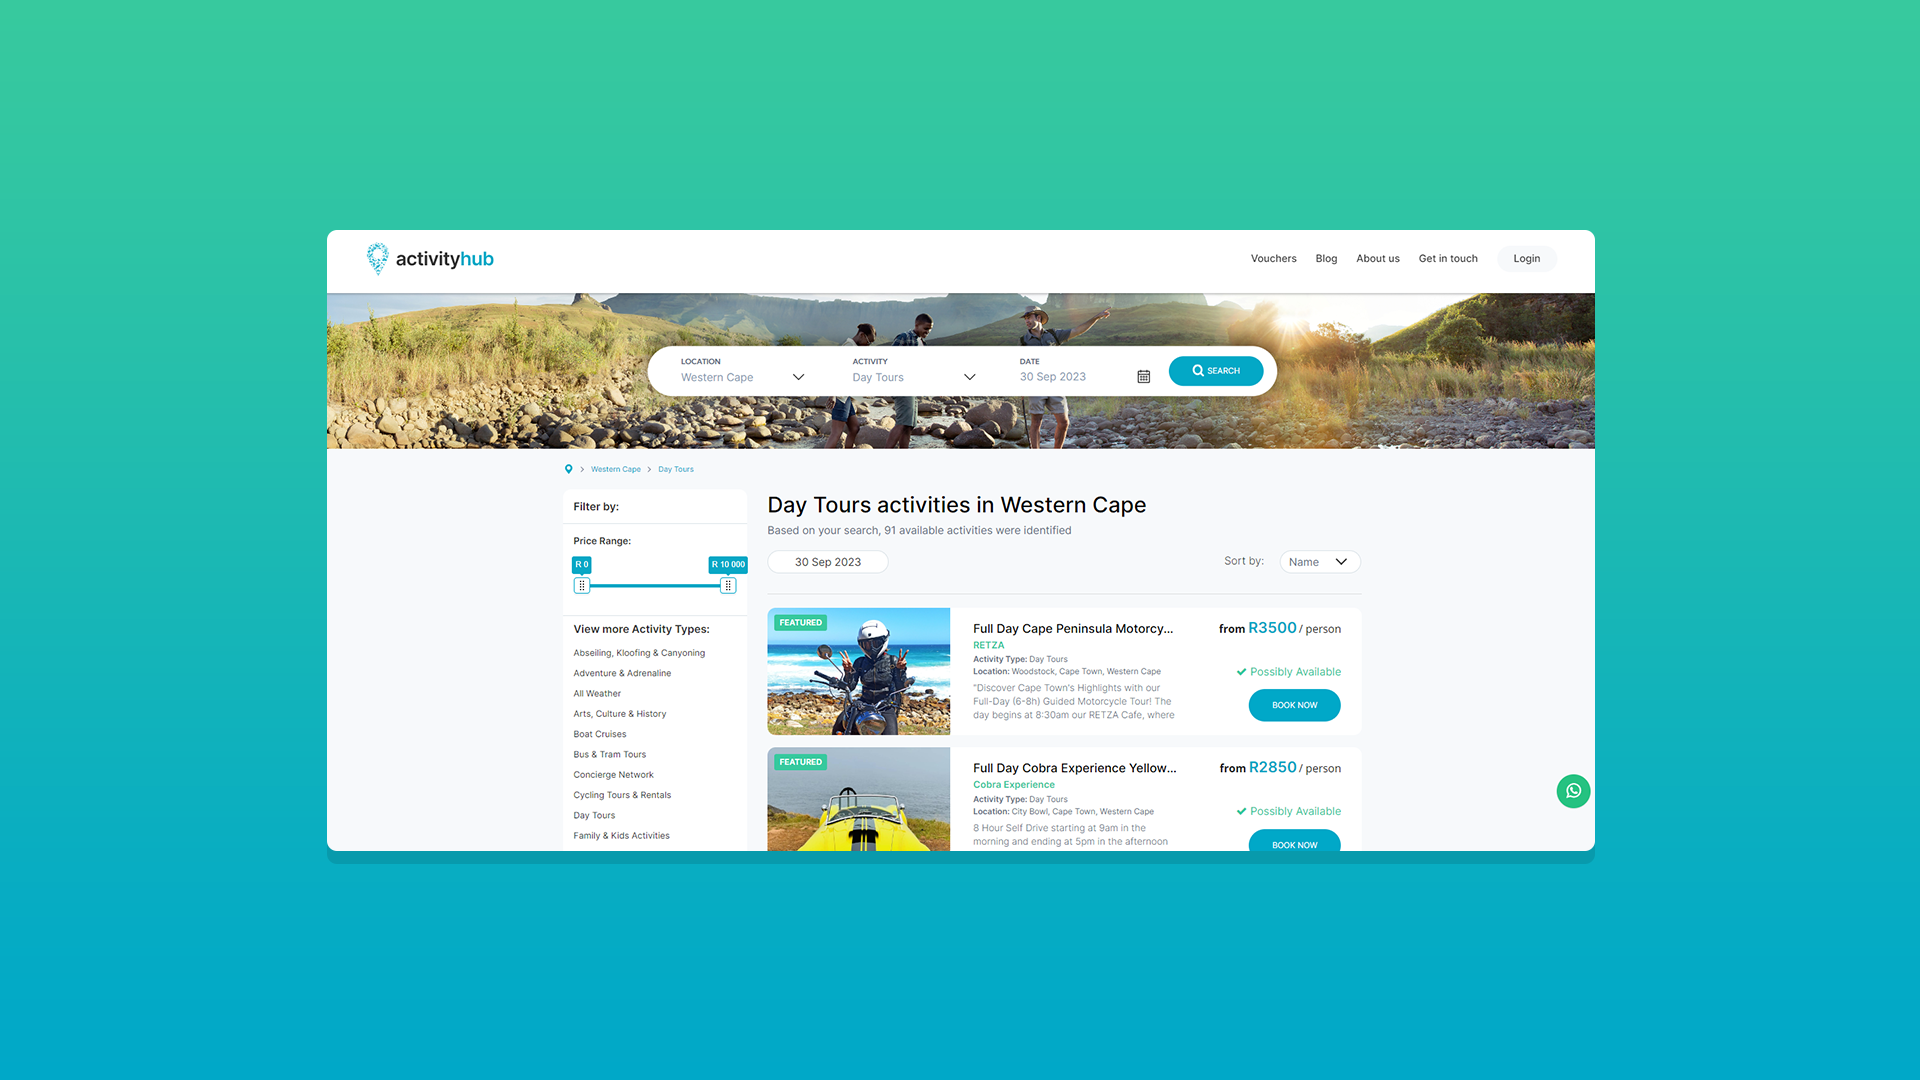 activityhub
Vouchers
Blog
About us
Get in touch
Login
LOCATION
Western Cape
ACTIVITY
Day Tours
DATE
30 Sep 2023
SEARCH
Western Cape
Day Tours
Filter by:
Price Range:
R 0
R 10 000
View more Activity Types:
Abseiling, Kloofing & Canyoning
Adventure & Adrenaline
All Weather
Arts, Culture & History
Boat Cruises
Bus & Tram Tours
Concierge Network
Cycling Tours & Rentals
Day Tours
Family & Kids Activities
Day Tours activities in Western Cape
Based on your search, 91 available activities were identified
30 Sep 2023
Sort by:
Name
FEATURED
Full Day Cape Peninsula Motorcy...
RETZA
Activity Type: Day Tours
Location: Woodstock, Cape Town, Western Cape
"Discover Cape Town's Highlights with our
Full-Day (6-8h) Guided Motorcycle Tour! The
day begins at 8:30am our RETZA Cafe, where
from R3500 / person
Possibly Available
BOOK NOW
FEATURED
Full Day Cobra Experience Yellow...
Cobra Experience
Activity Type: Day Tours
Location: City Bowl, Cape Town, Western Cape
8 Hour Self Drive starting at 9am in the
morning and ending at 5pm in the afternoon
from R2850 / person
Possibly Available
BOOK NOW